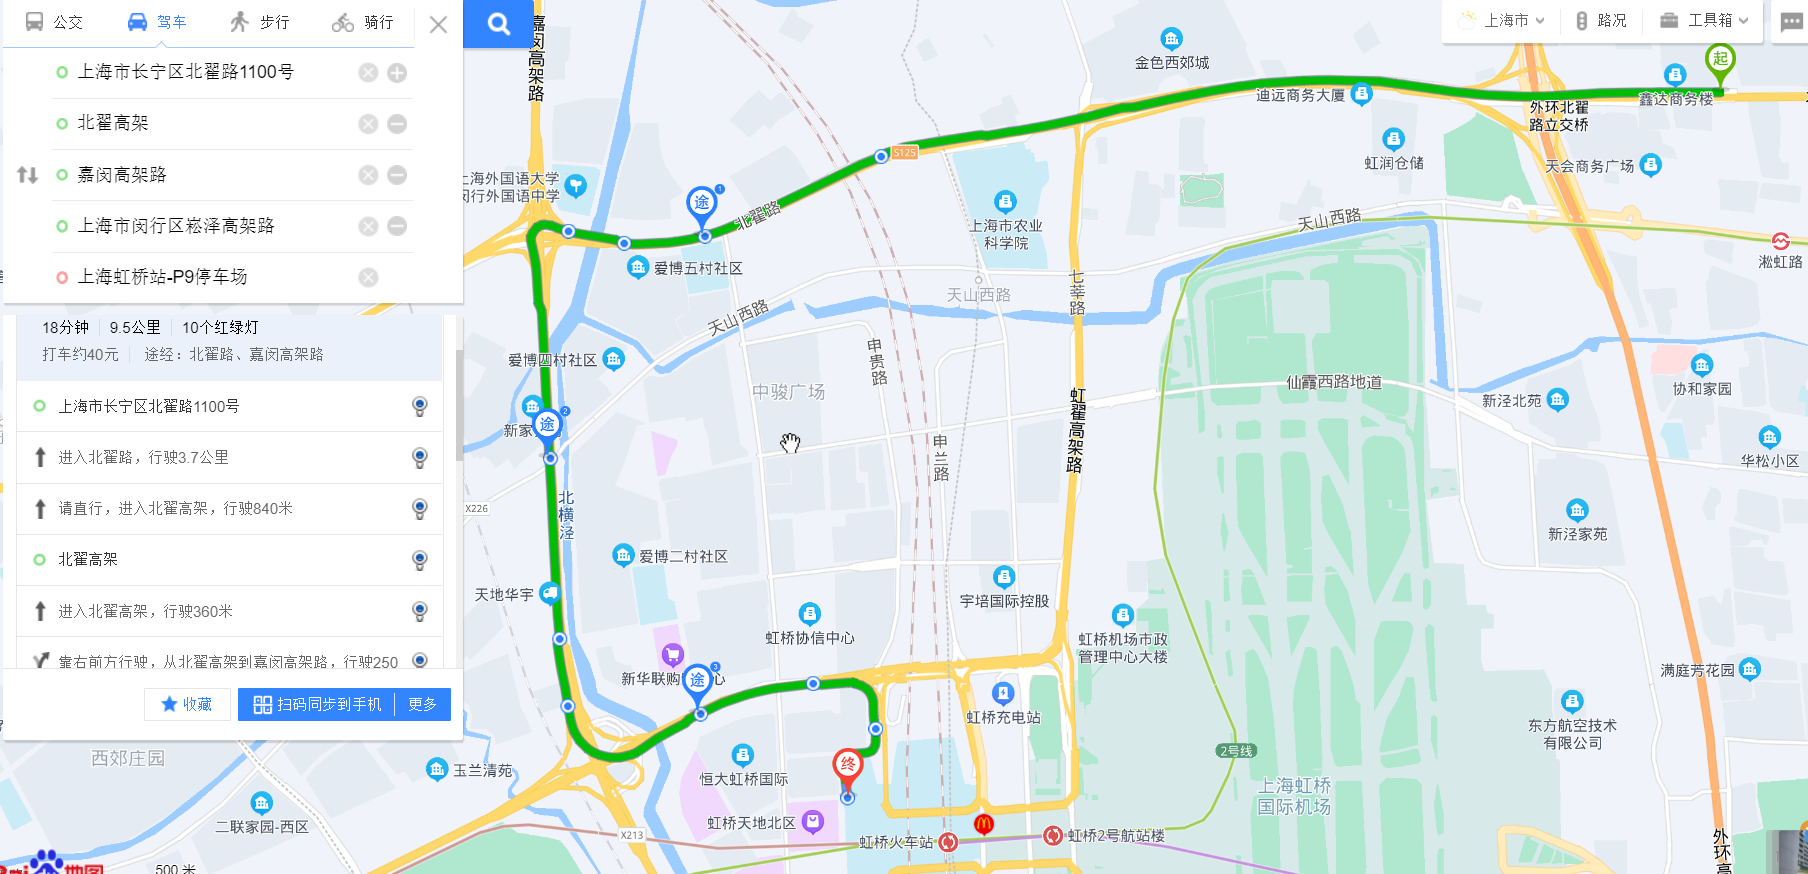 公交
驾车
步行
骑行
上海市长宁区北翟路1100号
北翟高架
嘉闵高架路
上海市闵行区崧泽高架路
上海虹桥站-P9停车场
18分钟
9.5公里
10个红绿灯
打车约40元
途经：北翟路、嘉闵高架路
上海市长宁区北翟路1100号
进入北翟路，行驶3.7公里
请直行，进入北翟高架，行驶840米
北翟高架
进入北翟高架，行驶360米
靠右前方行驶，从北翟高架到嘉闵高架路，行驶250
收藏
扫码同步到手机
更多
上海市
路况
工具箱
嘉闵高架路
金色西郊城
迪远商务大厦
鑫达商务楼
起
外环北翟
路立交桥
S125
虹润仓储
天会商务广场
上海外国语大学
闵行外国语中学
途
1
北翟路
上海市农业
科学院
天山西路
淞虹路
爱博五村社区
天山西路
七莘路
天山西路
爱博四村社区
申贵路
中骏广场
仙霞西路地道
协和家园
途
2
新家
虹翟高架路
新泾北苑
申兰路
华松小区
X226
北横泾
新泾家苑
爱博二村社区
天地华宇
宇培国际控股
虹桥协信中心
虹桥机场市政
管理中心大楼
新华联购
心
途
3
满庭芳花园
虹桥充电站
东方航空技术
有限公司
西郊庄园
玉兰清苑
恒大虹桥国际
终
2号线
上海虹桥
国际机场
二联家园-西区
虹桥天地北区
X213
虹桥火车站
虹桥2号航站楼
外环高
500 米
地图